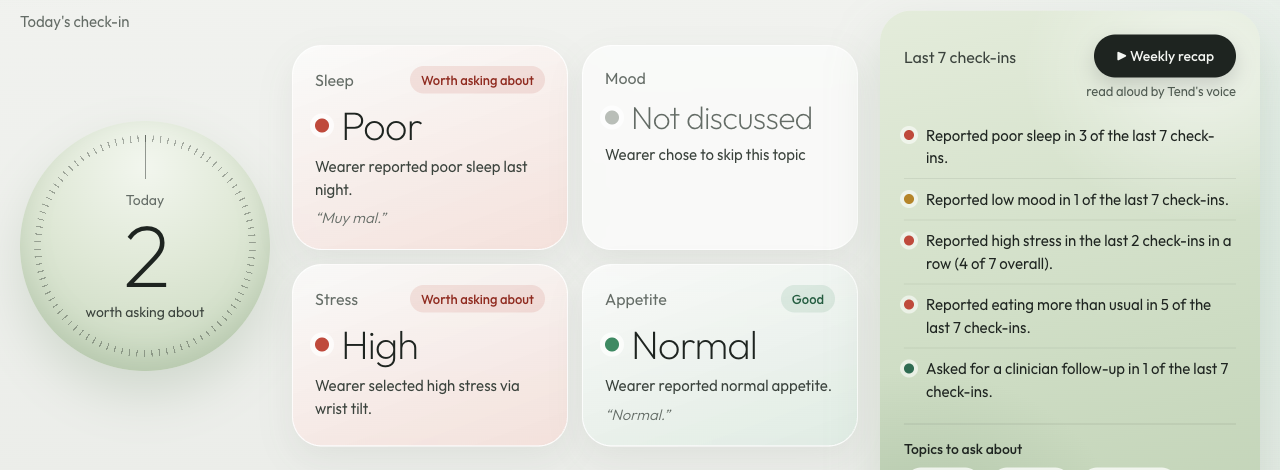 Today's check-in
Today
2
worth asking about
Sleep
Worth asking about
Poor
Wearer reported poor sleep last
night.
“Muy mal.”
Mood
Not discussed
Wearer chose to skip this topic
Stress
Worth asking about
High
Wearer selected high stress via
wrist tilt.
Appetite
Good
Normal
Wearer reported normal appetite.
“Normal.”
Last 7 check-ins
Weekly recap
read aloud by Tend's voice
Reported poor sleep in 3 of the last 7 check-
ins.
Reported low mood in 1 of the last 7 check-ins.
Reported high stress in the last 2 check-ins in a
row (4 of 7 overall).
Reported eating more than usual in 5 of the
last 7 check-ins.
Asked for a clinician follow-up in 1 of the last 7
check-ins.
Topics to ask about